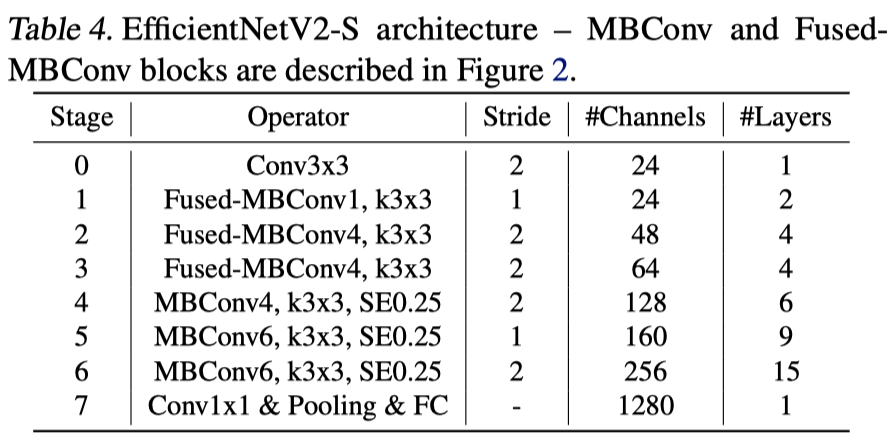 Table 4. EfficientNetV2-S architecture – MBConv and Fused-
MBConv blocks are described in Figure 2.
Stage Operator Stride #Channels #Layers
0 Conv3x3 2 24 1
1 Fused-MBConv1, k3x3 1 24 2
2 Fused-MBConv4, k3x3 2 48 4
3 Fused-MBConv4, k3x3 2 64 4
4 MBConv4, k3x3, SE0.25 2 128 6
5 MBConv6, k3x3, SE0.25 1 160 9
6 MBConv6, k3x3, SE0.25 2 256 15
7 Conv1x1 & Pooling & FC - 1280 1